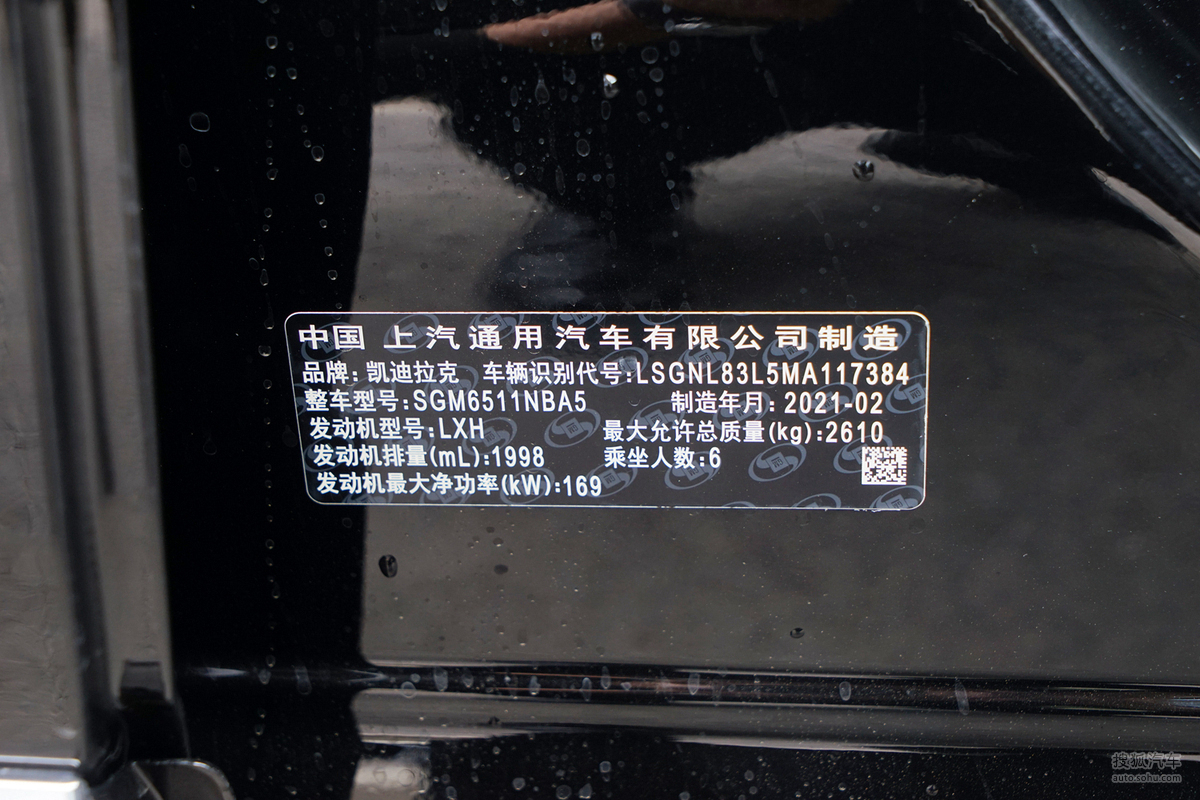 中国 上汽通用汽车有限公司制造
品牌: 凯迪拉克 车辆识别代号:LSGNL83L5MA117384
整车型号:SGM6511NBA5 制造年月: 2021-02
发动机型号:LXH 最大允许总质量(kg):2610
发动机排量(mL):1998 乘坐人数:6
发动机最大净功率(kW):169
搜狐汽车
auto.sohu.com